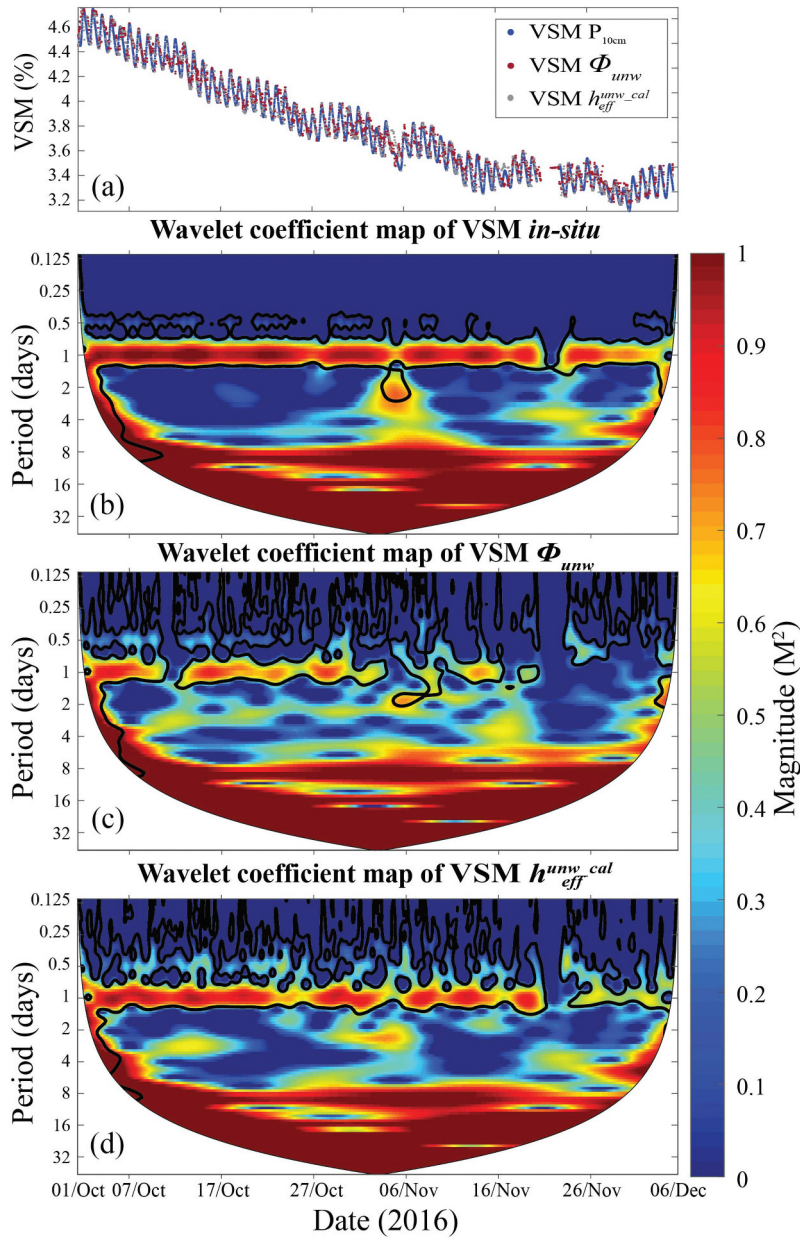 4.6
4.4
4.2
4
3.8
3.6
3.4
3.2
VSM (%)
(a)
VSM P10cm
VSM Φunw
VSM heff^unw_cal
Wavelet coefficient map of VSM in-situ
0.125
0.25
0.5
1
2
4
8
16
32
Period (days)
(b)
Wavelet coefficient map of VSM Φunw
0.125
0.25
0.5
1
2
4
8
16
32
Period (days)
(c)
Wavelet coefficient map of VSM heff^unw_cal
0.125
0.25
0.5
1
2
4
8
16
32
Period (days)
(d)
01/Oct 07/Oct 17/Oct 27/Oct 06/Nov 16/Nov 26/Nov 06/Dec
Date (2016)
1
0.9
0.8
0.7
0.6
0.5
0.4
0.3
0.2
0.1
0
Magnitude (M²)